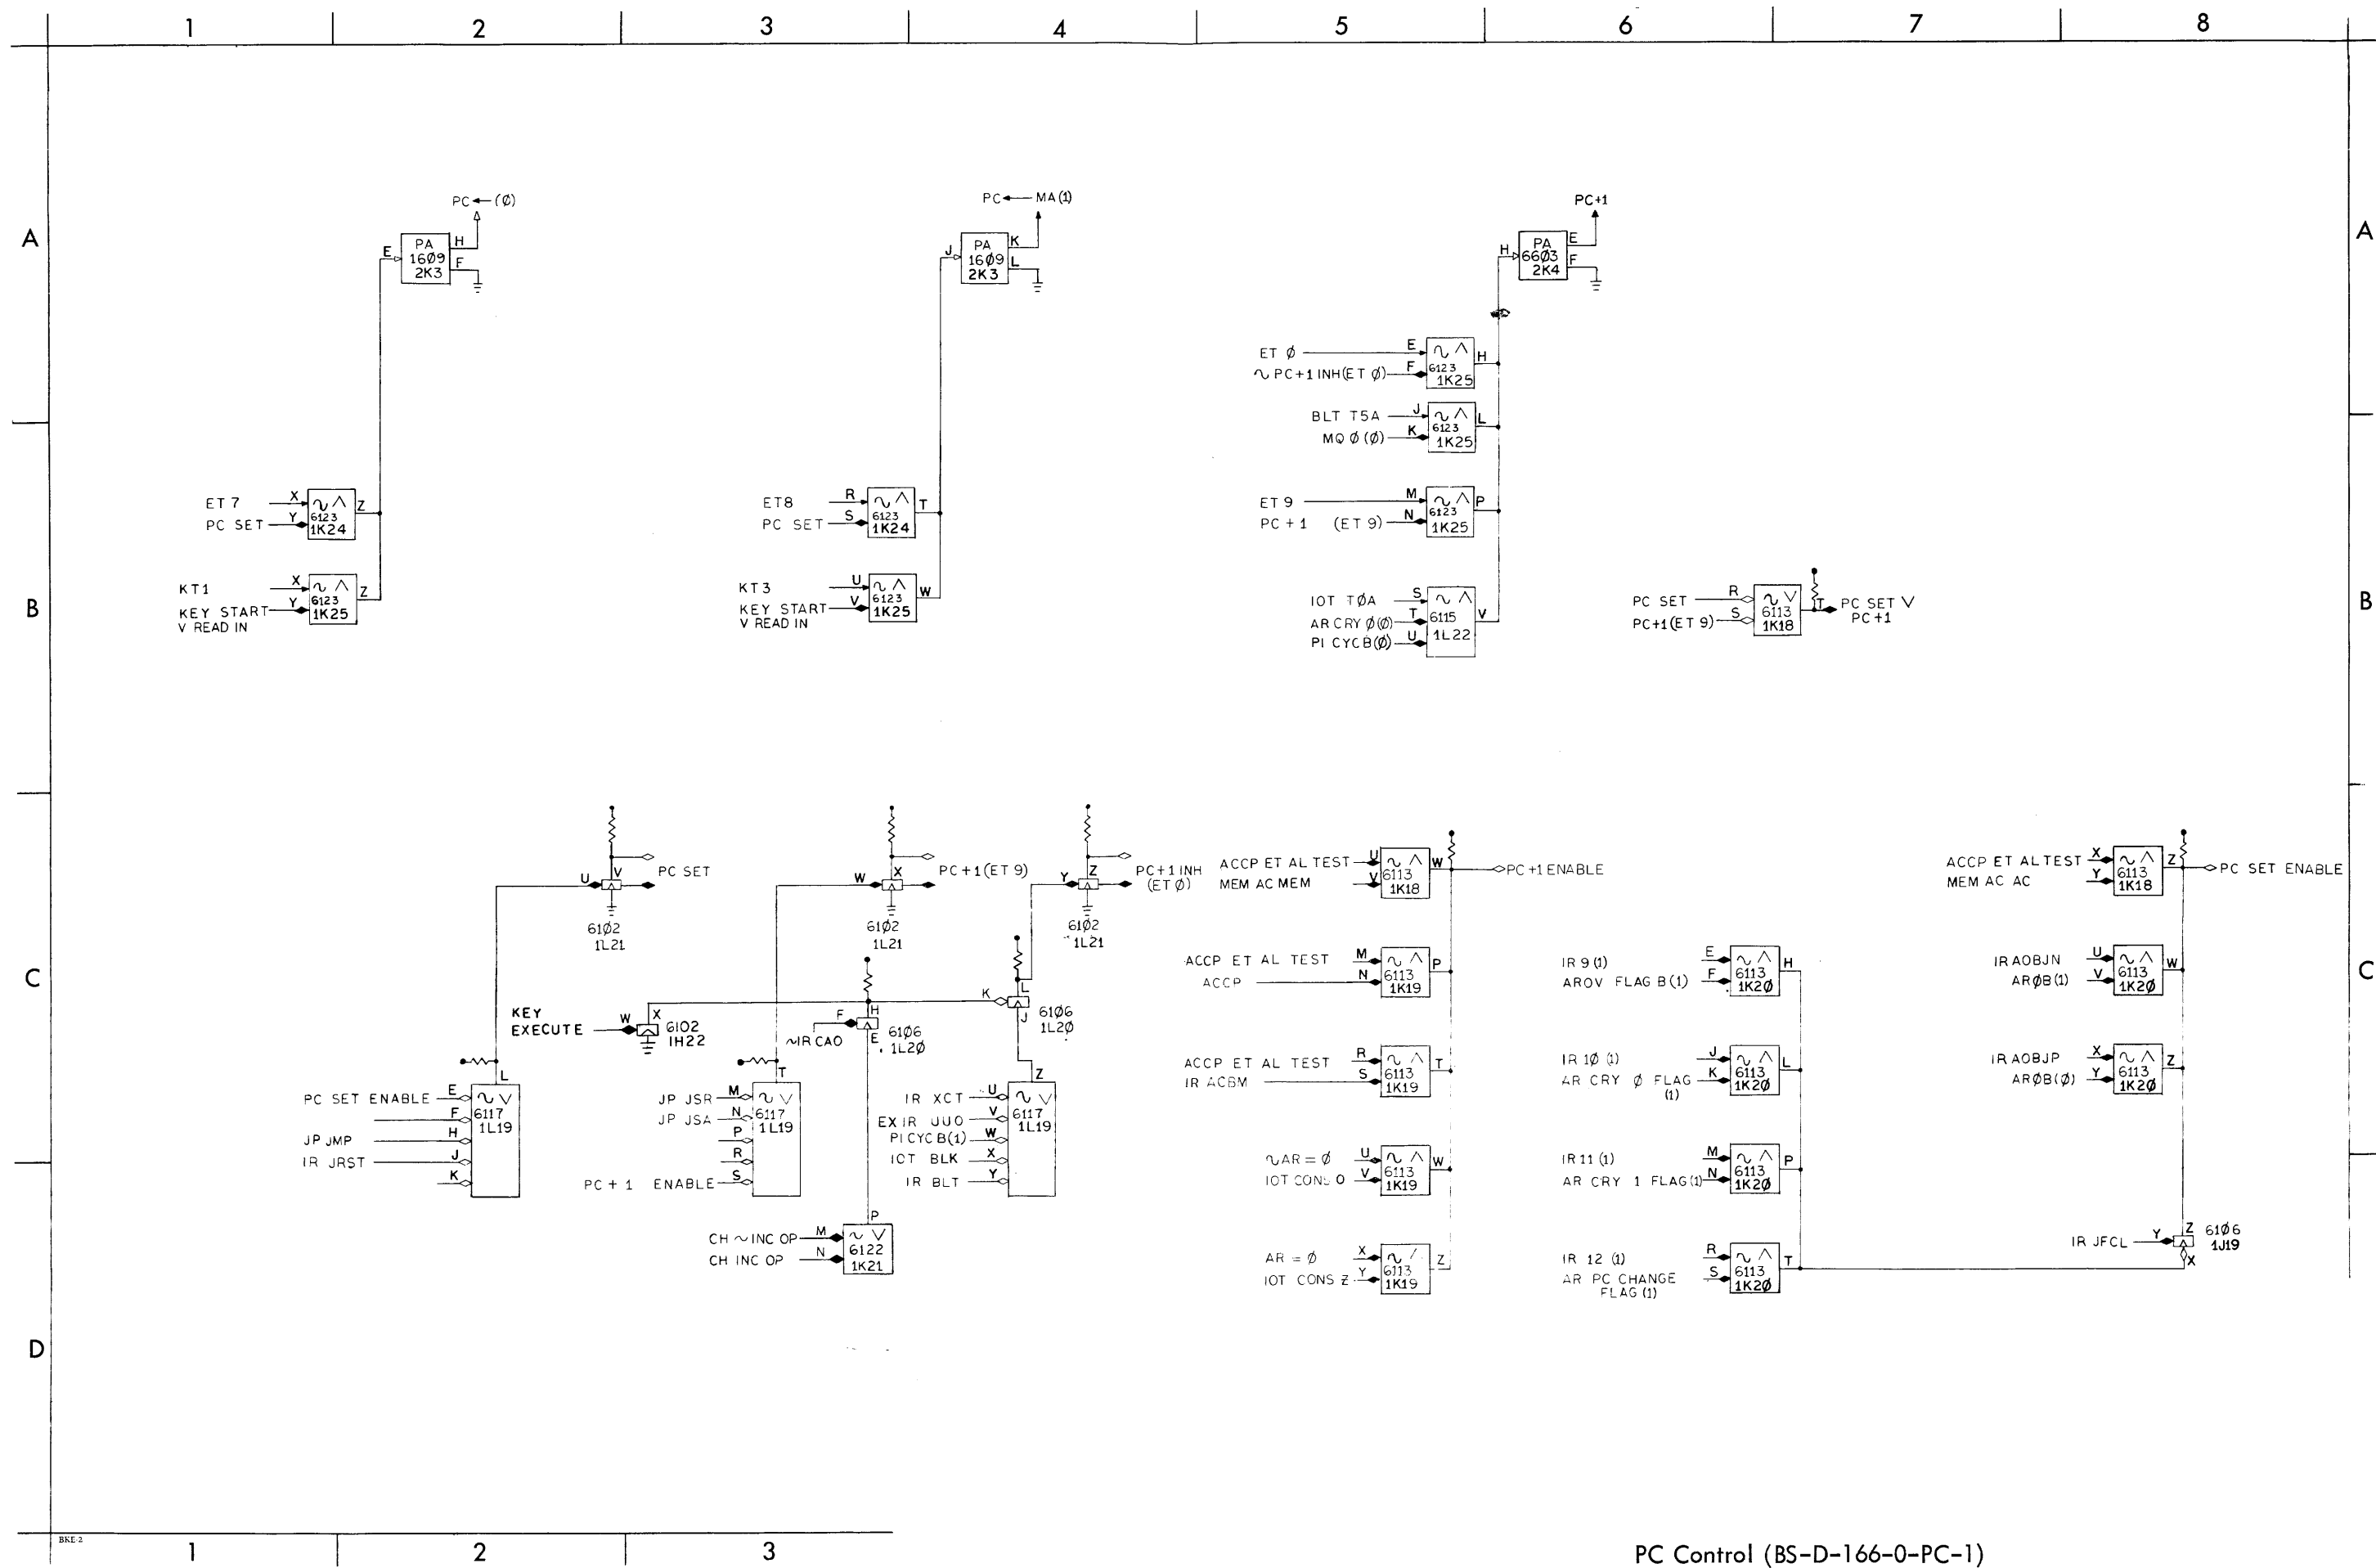 1 2 3 4 5 6 7 8
A A
PC ← (Ø)
E PA H
16Ø9 F
2K3
PC ← MA(1)
J PA K
16Ø9 L
2K3
PC+1
H PA E
66Ø3 F
2K4
ET Ø E ∿ ∧ H
∿ PC+1 INH(ET Ø) F 6123
1K25
BLT T5A J ∿ ∧ L
MQ Ø (Ø) K 6123
1K25
B B
ET 7 X ∿ ∧ Z
PC SET Y 6123
1K24
KT1 X ∿ ∧ Z
KEY START Y 6123
V READ IN 1K25
ET8 R ∿ ∧ T
PC SET S 6123
1K24
KT3 U ∿ ∧ W
KEY START V 6123
V READ IN 1K25
ET 9 M ∿ ∧ P
PC + 1 (ET 9) N 6123
1K25
IOT TØA S ∿ ∧
AR CRY Ø(Ø) T 6115 V
PI CYCB(Ø) U 1L22
PC SET R ∿ V T PC SET V
PC+1(ET 9) S 6113 PC+1
1K18
C C
U V PC SET
61Ø2
1L21
W X PC+1(ET 9)
61Ø2
1L21
Y Z PC+1 INH
(ET Ø)
61Ø2
1L21
KEY
EXECUTE W X 6102
1H22
∿IR CAO F H E 61Ø6
1L2Ø
K L J 61Ø6
1L2Ø
L
PC SET ENABLE E ∿ V
F 6117
JP JMP H 1L19
IR JRST J
K
T
JP JSR M ∿ V
JP JSA N 6117
P 1L19
R
PC + 1 ENABLE S
Z
IR XCT U ∿ V
EX IR JUO V 6117
PI CYC B(1) W 1L19
IOT BLK X
IR BLT Y
P
CH ∿ INC OP M ∿ V
CH INC OP N 6122
1K21
ACCP ET AL TEST U ∿ ∧ W PC+1 ENABLE
MEM AC MEM V 6113
1K18
ACCP ET AL TEST M ∿ ∧ P
ACCP N 6113
1K19
ACCP ET AL TEST R ∿ ∧ T
IR ACBM S 6113
1K19
∿AR = Ø U ∿ ∧ W
IOT CONS O V 6113
1K19
AR = Ø X ∿ Z
IOT CONS Z Y 6113
1K19
IR 9 (1) E ∿ ∧ H
AROV FLAG B(1) F 6113
1K2Ø
IR 1Ø (1) J ∿ ∧ L
AR CRY Ø FLAG K 6113
(1) 1K2Ø
IR 11 (1) M ∿ ∧ P
AR CRY 1 FLAG(1) N 6113
1K2Ø
IR 12 (1) R ∿ ∧ T
AR PC CHANGE S 6113
FLAG (1) 1K2Ø
ACCP ET AL TEST X ∿ ∧ Z PC SET ENABLE
MEM AC AC Y 6113
1K18
IR AOBJN U ∿ ∧ W
ARØB(1) V 6113
1K2Ø
IR AOBJP X ∿ ∧ Z
ARØB(Ø) Y 6113
1K2Ø
IR JFCL Y Z 61Ø6
X 1J19
D
BKE-2
1 2 3
PC Control (BS-D-166-0-PC-1)